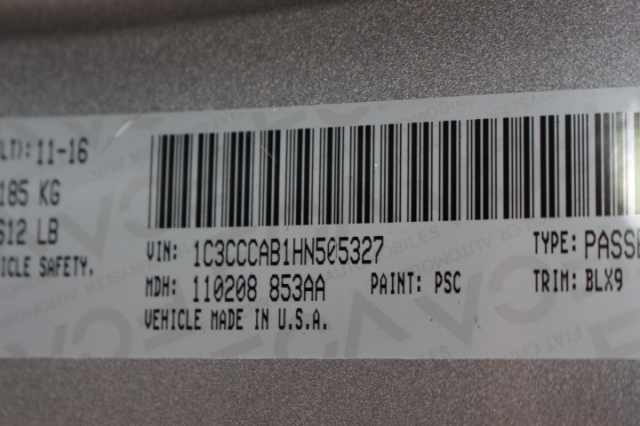 LT): 11-16
185 KG
612 LB
ICLE SAFETY.
VIN: 1C3CCCAB1HN505327
TYPE: PASSE
MDH: 110208 853AA
PAINT: PSC
TRIM: BLX9
VEHICLE MADE IN U.S.A.